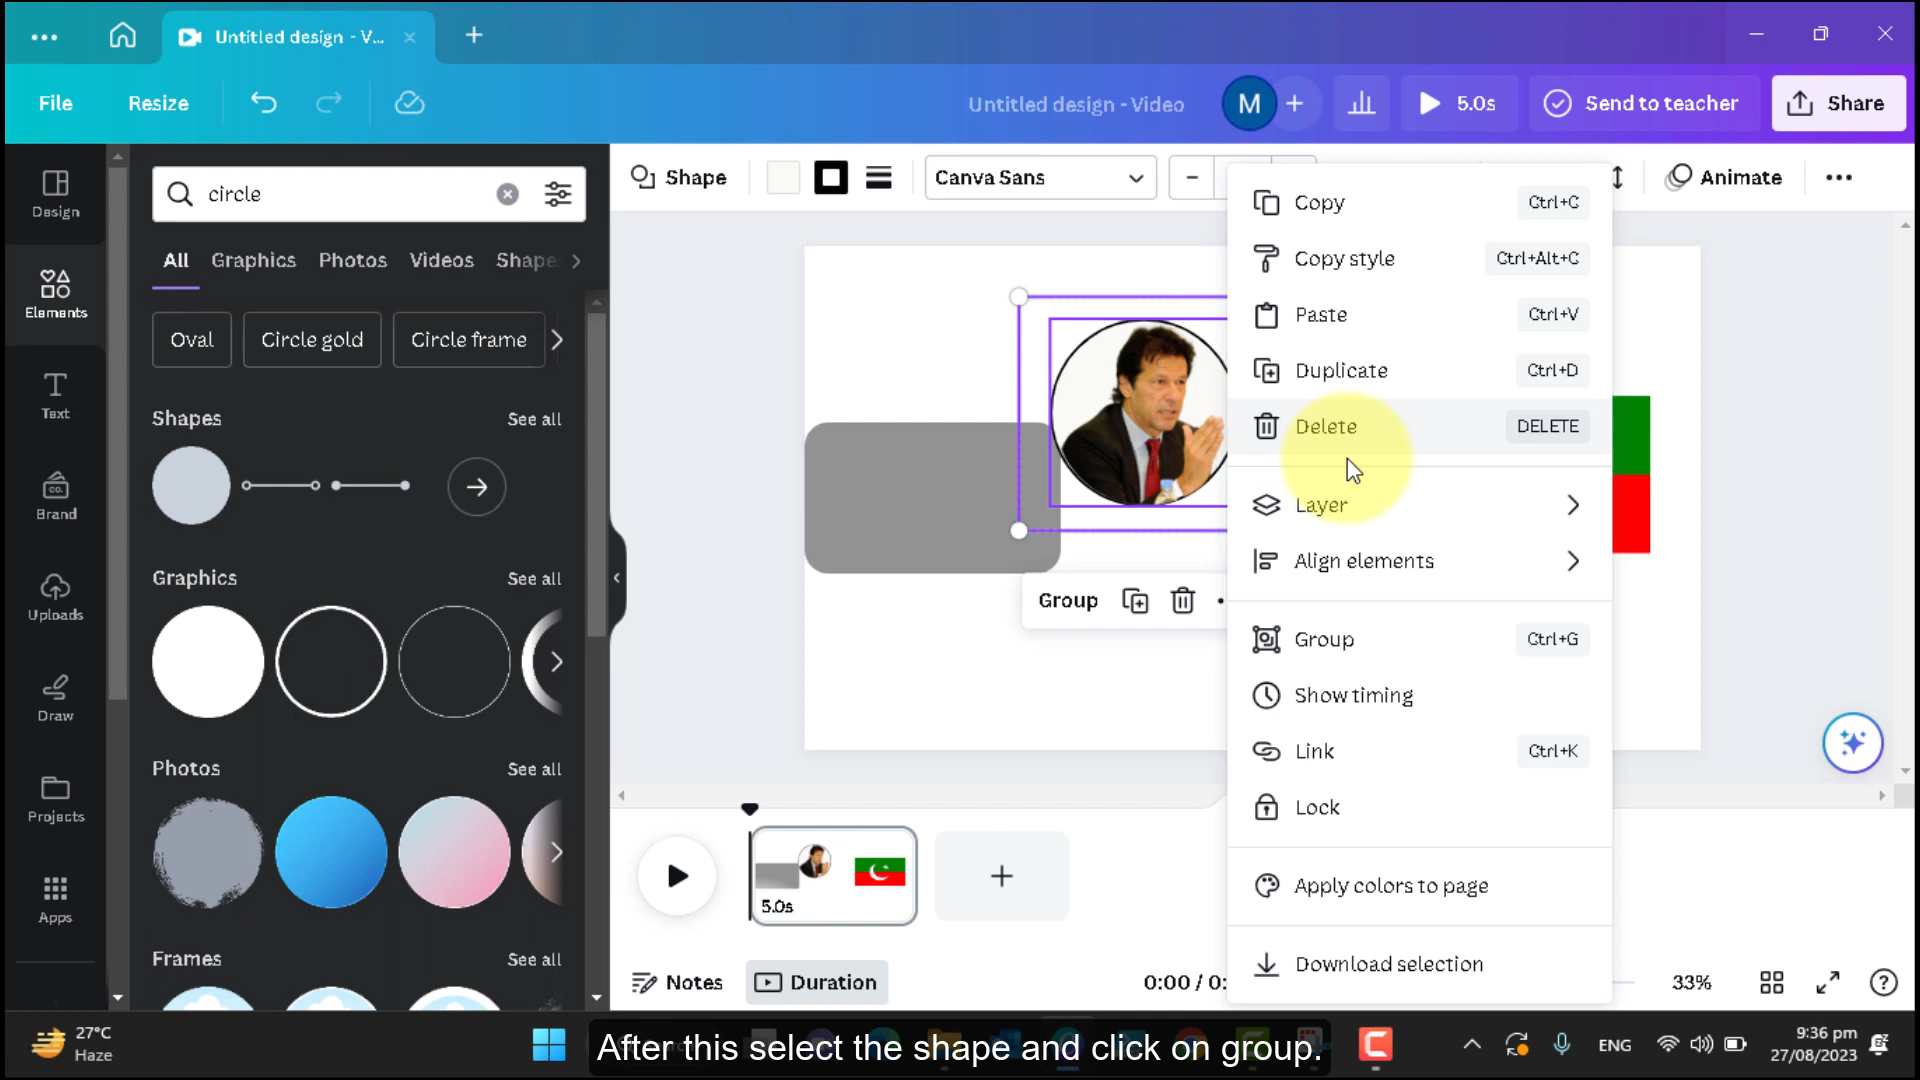 Untitled design - V...
File
Resize
Untitled design - Video
M
5.0s
Send to teacher
Share
Design
Elements
Text
Brand
Uploads
Draw
Projects
Apps
circle
All
Graphics
Photos
Videos
Shape
Oval
Circle gold
Circle frame
Shapes
See all
Graphics
See all
Photos
See all
Frames
See all
Shape
Canva Sans
Animate
Copy
Ctrl+C
Copy style
Ctrl+Alt+C
Paste
Ctrl+V
Duplicate
Ctrl+D
Delete
DELETE
Layer
Align elements
Group
Ctrl+G
Show timing
Link
Ctrl+K
Lock
Apply colors to page
Download selection
Group
5.0s
Notes
Duration
0:00 / 0:
33%
27°C
Haze
After this select the shape and click on group.
ENG
9:36 pm
27/08/2023